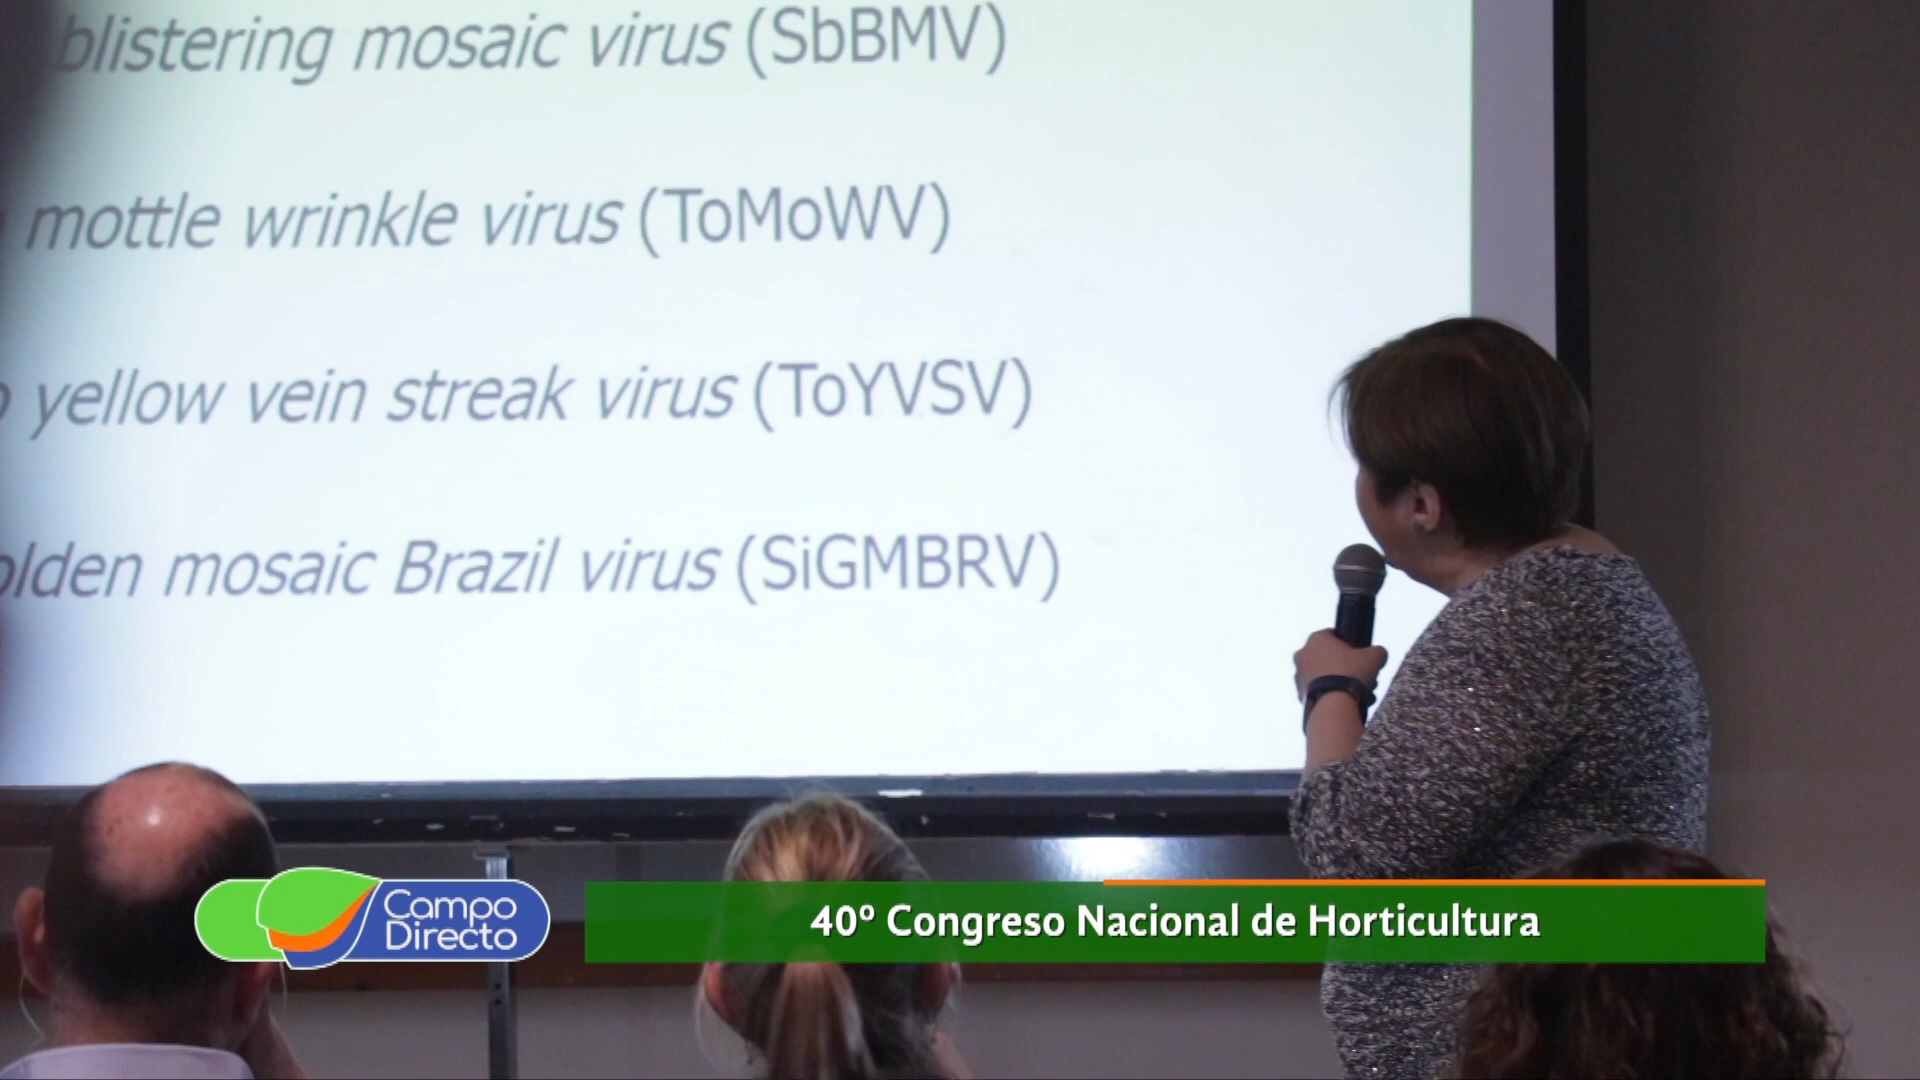 blistering mosaic virus (SbBMV)
mottle wrinkle virus (ToMoWV)
yellow vein streak virus (ToYVSV)
olden mosaic Brazil virus (SiGMBRV)
Campo
Directo
40º Congreso Nacional de Horticultura